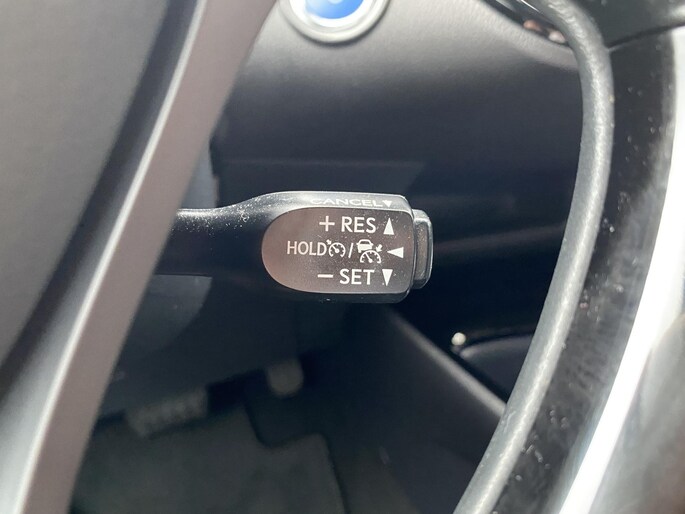 CANCEL▼
+ RES ▲
HOLD / ◀
− SET ▼